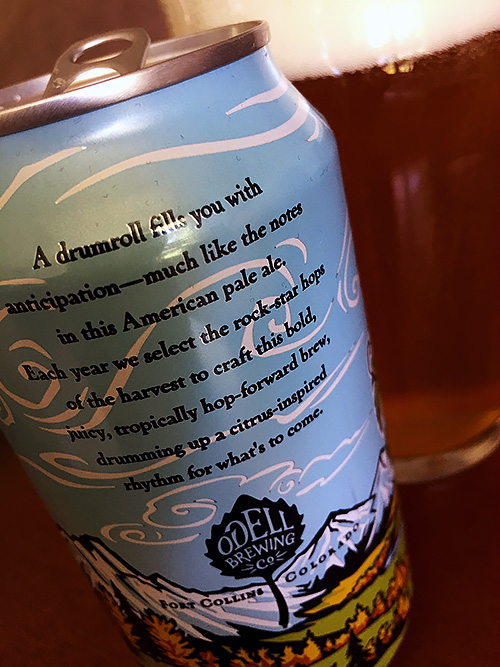 A drumroll fills you with
anticipation—much like the notes
in this American pale ale.
Each year we select the rock-star hops
of the harvest to craft this bold,
juicy, tropically hop-forward brew,
drumming up a citrus-inspired
rhythm for what's to come.
ODELL
BREWING
CO
FORT COLLINS COLORADO